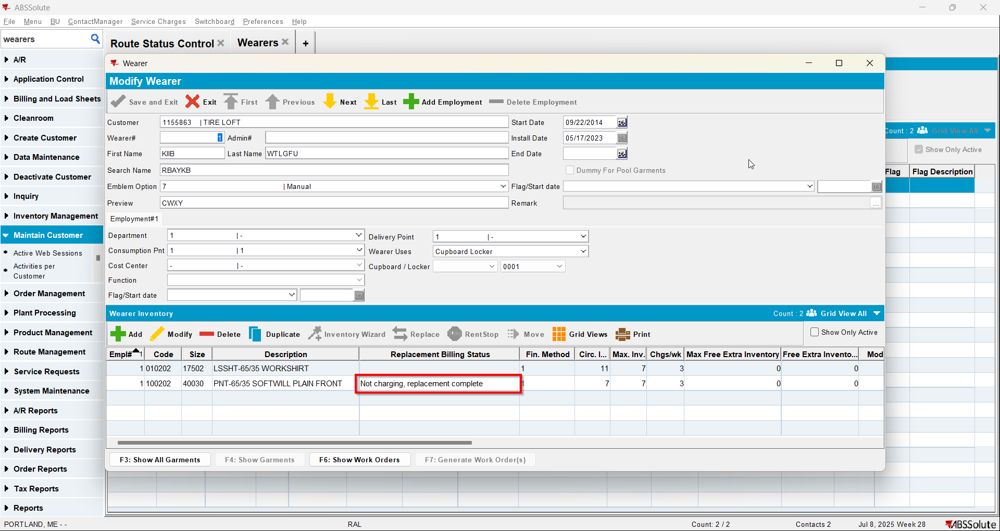 ABSSolute
File Menu BU ContactManager Service Charges Switchboard Preferences Help
wearers
Route Status Control Wearers +
A/R
Application Control
Billing and Load Sheets
Cleanroom
Create Customer
Data Maintenance
Deactivate Customer
Inquiry
Inventory Management
Maintain Customer
Active Web Sessions
Activities per
Customer
Order Management
Plant Processing
Product Management
Route Management
Service Requests
System Maintenance
A/R Reports
Billing Reports
Delivery Reports
Order Reports
Tax Reports
Reports
Wearer
Modify Wearer
Save and Exit Exit First Previous Next Last Add Employment Delete Employment
Customer 1155863 | TIRE LOFT Start Date 09/22/2014 16
Wearer# 1 Admin# Install Date 05/17/2023 16
First Name KIIB Last Name WTLGFU End Date 16
Search Name RBAYKB Dummy For Pool Garments
Emblem Option 7 | Manual Flag/Start date 16
Preview CWXY Remark ...
Employment#1
Department 1 | - Delivery Point 1 | -
Consumption Pnt 1 | 1 Wearer Uses Cupboard Locker
Cost Center - | - Cupboard / Locker 0001
Function
Flag/Start date 16
Wearer Inventory Count : 2 Grid View All
Add Modify Delete Duplicate Inventory Wizard Replace RentStop Move Grid Views Print Show Only Active
Empl# 1 Code Size Description Replacement Billing Status Fin. Method Circ. I... Max. Inv. Chgs/wk Max Free Extra Inventory Free Extra Invento... Mod
1 010202 17502 LSSHT-65/35 WORKSHIRT 1 11 7 3 0 0
1 100202 40030 PNT-65/35 SOFTWILL PLAIN FRONT Not charging, replacement complete 1 7 7 3 0 0
F3: Show All Garments F4: Show Garments F6: Show Work Orders F7: Generate Work Order(s)
Count : 2 Grid View All
Show Only Active
Flag Flag Description
PORTLAND, ME - - RAL Count: 2 / 2 Contacts 2 Jul 8, 2025 Week 28 ABSSolute